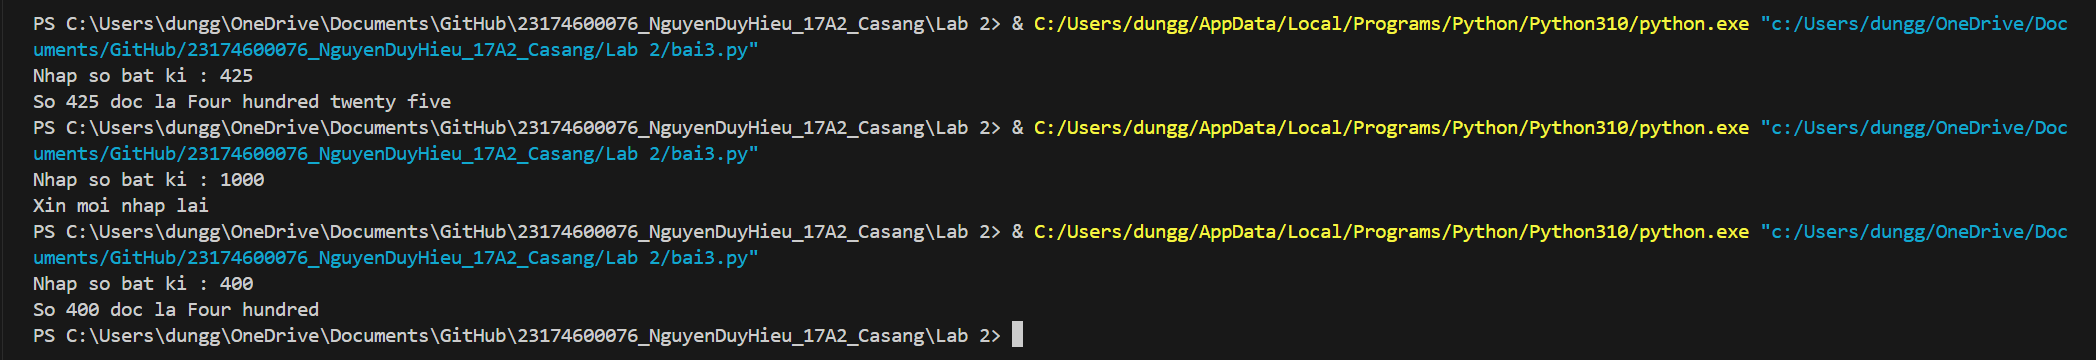 PS C:\Users\dungg\OneDrive\Documents\GitHub\23174600076_NguyenDuyHieu_17A2_Casang\Lab 2> & C:/Users/dungg/AppData/Local/Programs/Python/Python310/python.exe "c:/Users/dungg/OneDrive/Doc
uments/GitHub/23174600076_NguyenDuyHieu_17A2_Casang/Lab 2/bai3.py"
Nhap so bat ki : 425
So 425 doc la Four hundred twenty five
PS C:\Users\dungg\OneDrive\Documents\GitHub\23174600076_NguyenDuyHieu_17A2_Casang\Lab 2> & C:/Users/dungg/AppData/Local/Programs/Python/Python310/python.exe "c:/Users/dungg/OneDrive/Doc
uments/GitHub/23174600076_NguyenDuyHieu_17A2_Casang/Lab 2/bai3.py"
Nhap so bat ki : 1000
Xin moi nhap lai
PS C:\Users\dungg\OneDrive\Documents\GitHub\23174600076_NguyenDuyHieu_17A2_Casang\Lab 2> & C:/Users/dungg/AppData/Local/Programs/Python/Python310/python.exe "c:/Users/dungg/OneDrive/Doc
uments/GitHub/23174600076_NguyenDuyHieu_17A2_Casang/Lab 2/bai3.py"
Nhap so bat ki : 400
So 400 doc la Four hundred
PS C:\Users\dungg\OneDrive\Documents\GitHub\23174600076_NguyenDuyHieu_17A2_Casang\Lab 2>